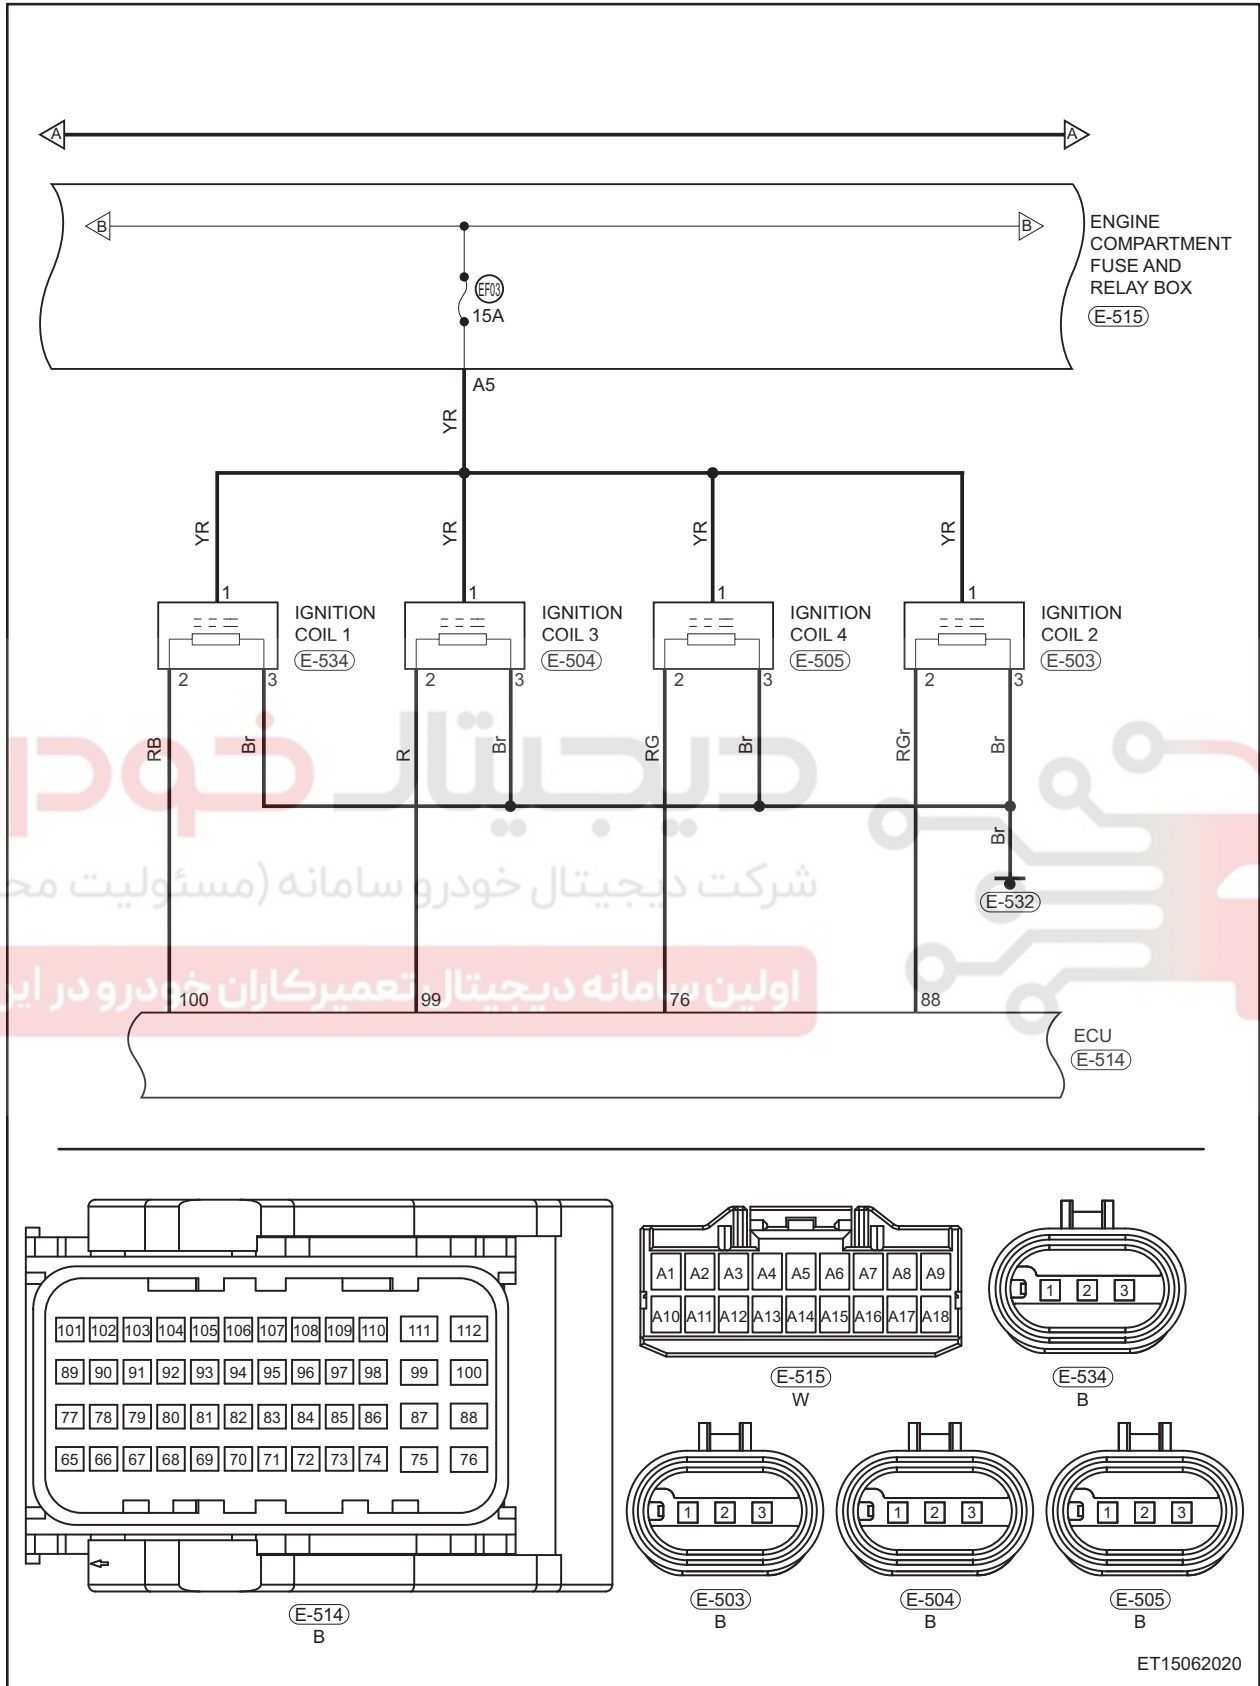 A A
B B
ENGINE
COMPARTMENT
FUSE AND
RELAY BOX
E-515
EF03
15A
A5
YR
YR YR YR YR
1 1 1 1
IGNITION
COIL 1
E-534
IGNITION
COIL 3
E-504
IGNITION
COIL 4
E-505
IGNITION
COIL 2
E-503
2 3 2 3 2 3 2 3
RB Br R Br RG Br RGr Br
Br
E-532
دیجیتال خودر
شرکت دیجیتال خودرو سامانه (مسئولیت مح
اولین سامانه دیجیتال تعمیرکاران خودرو در ایر
100 99 76 88
ECU
E-514
101 102 103 104 105 106 107 108 109 110 111 112
89 90 91 92 93 94 95 96 97 98 99 100
77 78 79 80 81 82 83 84 85 86 87 88
65 66 67 68 69 70 71 72 73 74 75 76
E-514
B
A1 A2 A3 A4 A5 A6 A7 A8 A9
A10 A11 A12 A13 A14 A15 A16 A17 A18
E-515
W
1 2 3
E-534
B
1 2 3
E-503
B
1 2 3
E-504
B
1 2 3
E-505
B
ET15062020